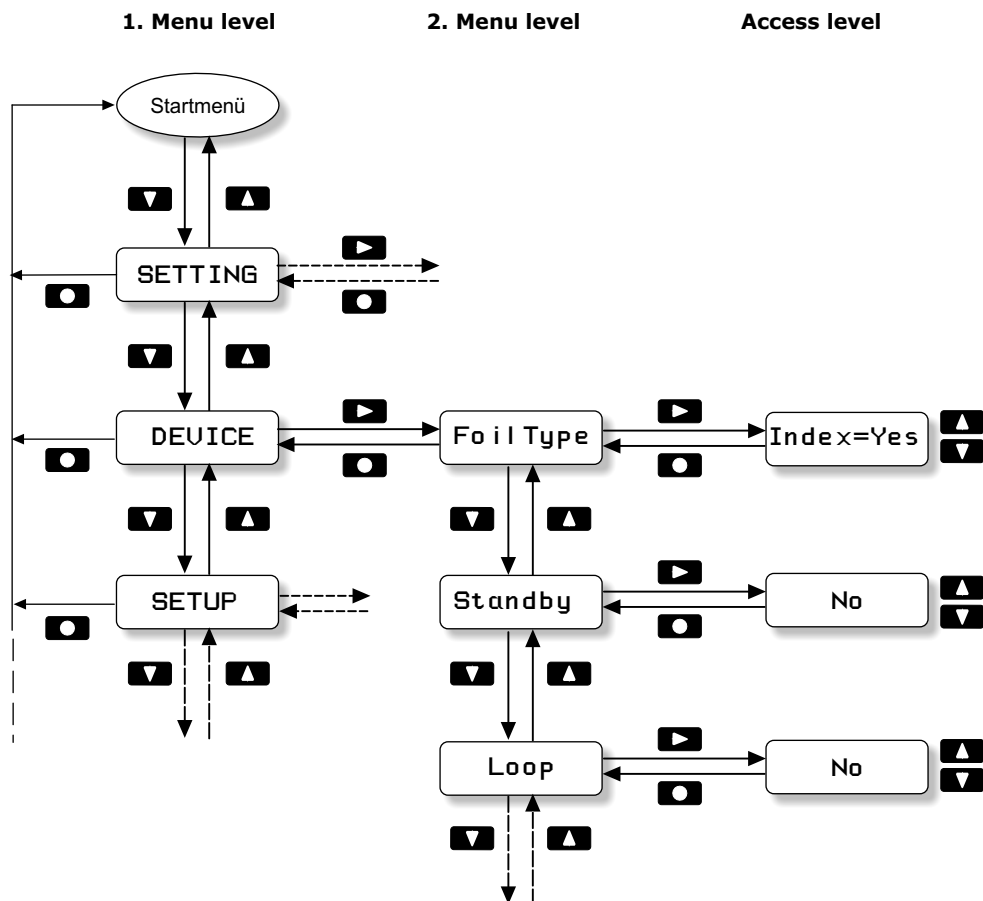 1. Menu level 2. Menu level Access level
Startmenü
SETTING
DEVICE FoilType Index=Yes
SETUP Standby No
Loop No